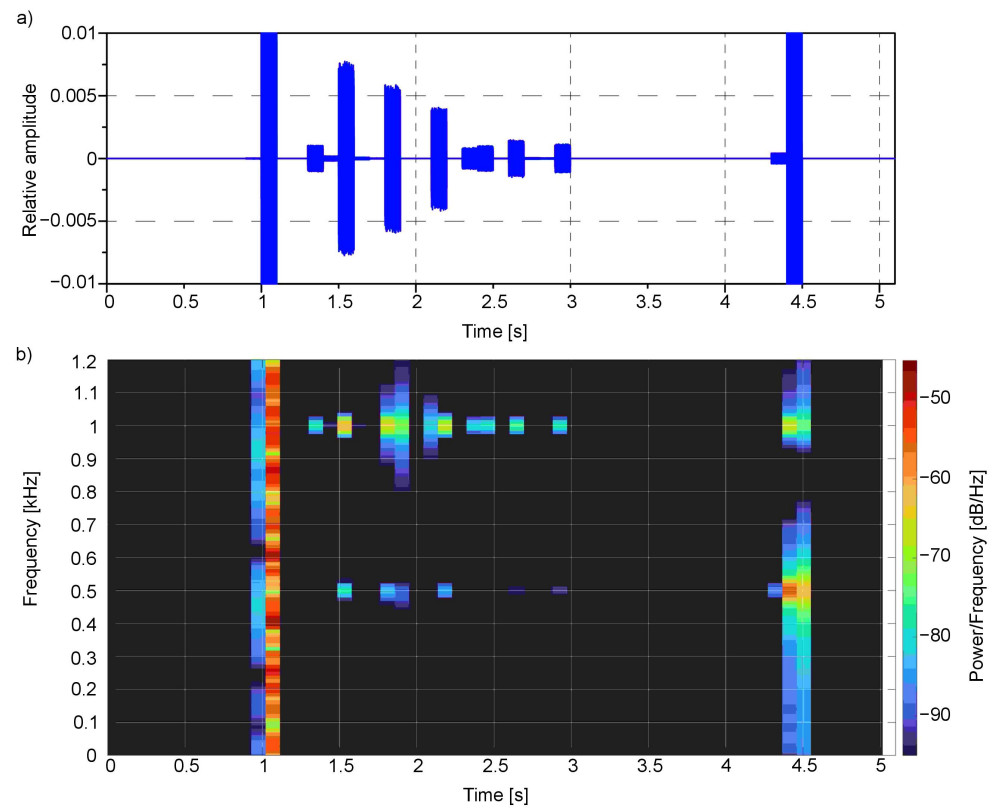 a)
0.01
0.005
0
−0.005
−0.01
Relative amplitude
0 0.5 1 1.5 2 2.5 3 3.5 4 4.5 5
Time [s]
b)
1.2
1.1
1
0.9
0.8
0.7
0.6
0.5
0.4
0.3
0.2
0.1
0
Frequency [kHz]
0 0.5 1 1.5 2 2.5 3 3.5 4 4.5 5
Time [s]
−50
−60
−70
−80
−90
Power/Frequency [dB/Hz]